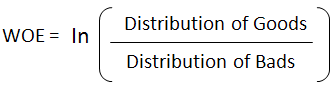 WOE = ln ( Distribution of Goods
Distribution of Bads )